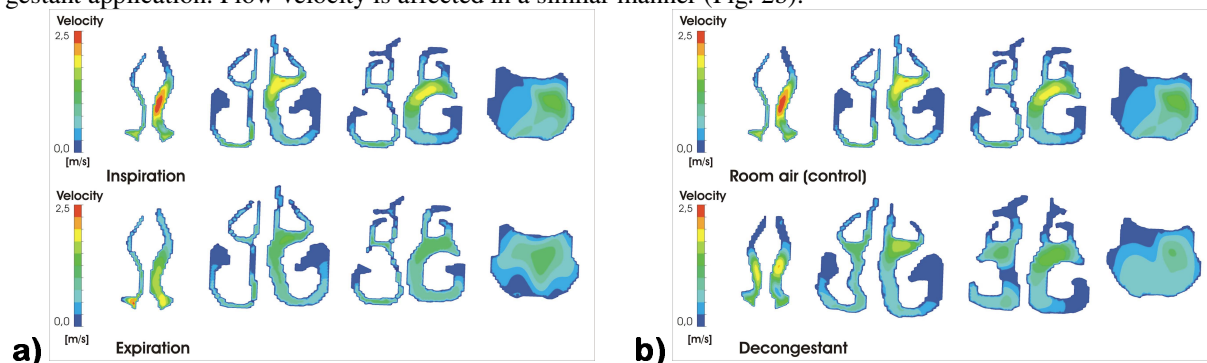 gestant application. Flow velocity is affected in a similar manner (Fig. 2b).
Velocity
2,5
0,0
[m/s]
Inspiration
Velocity
2,5
0,0
[m/s]
Expiration
a)
Velocity
2,5
0,0
[m/s]
Room air (control)
Velocity
2,5
0,0
[m/s]
Decongestant
b)